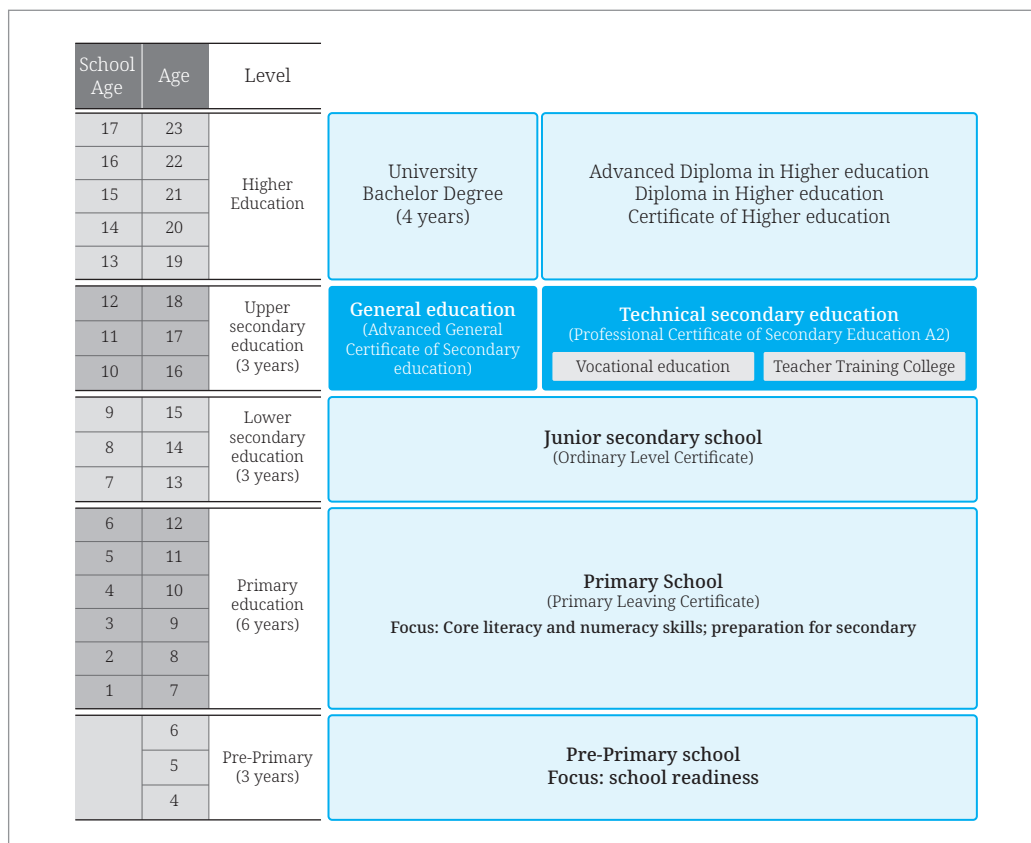 School
Age
Age
Level
17
23
16
22
15
21
14
20
13
19
Higher
Education
University
Bachelor Degree
(4 years)
Advanced Diploma in Higher education
Diploma in Higher education
Certificate of Higher education
12
18
11
17
10
16
Upper
secondary
education
(3 years)
General education
(Advanced General
Certificate of Secondary
education)
Technical secondary education
(Professional Certificate of Secondary Education A2)
Vocational education
Teacher Training College
9
15
8
14
7
13
Lower
secondary
education
(3 years)
Junior secondary school
(Ordinary Level Certificate)
6
12
5
11
4
10
3
9
2
8
1
7
Primary
education
(6 years)
Primary School
(Primary Leaving Certificate)
Focus: Core literacy and numeracy skills; preparation for secondary
6
5
4
Pre-Primary
(3 years)
Pre-Primary school
Focus: school readiness